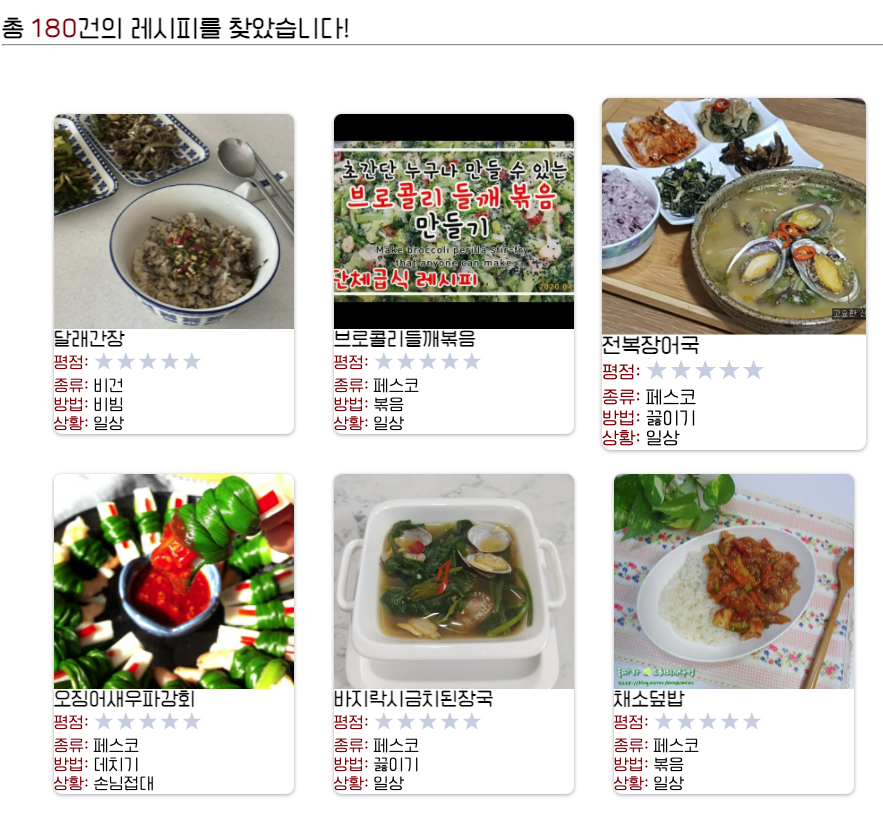 총 180건의 레시피를 찾았습니다!
달래간장
평점:
종류: 비건
방법: 비빔
상황: 일상
초간단 누구나 만들 수 있는
브로콜리 들깨 볶음
만들기
Make broccoli perilla stir-fry
that anyone can make
단체급식 레시피
브로콜리들깨볶음
평점:
종류: 페스코
방법: 볶음
상황: 일상
고요한
전복장어국
평점:
종류: 페스코
방법: 끓이기
상황: 일상
오징어새우파강회
평점:
종류: 페스코
방법: 데치기
상황: 손님접대
바지락시금치된장국
평점:
종류: 페스코
방법: 끓이기
상황: 일상
채소덮밥
평점:
종류: 페스코
방법: 볶음
상황: 일상